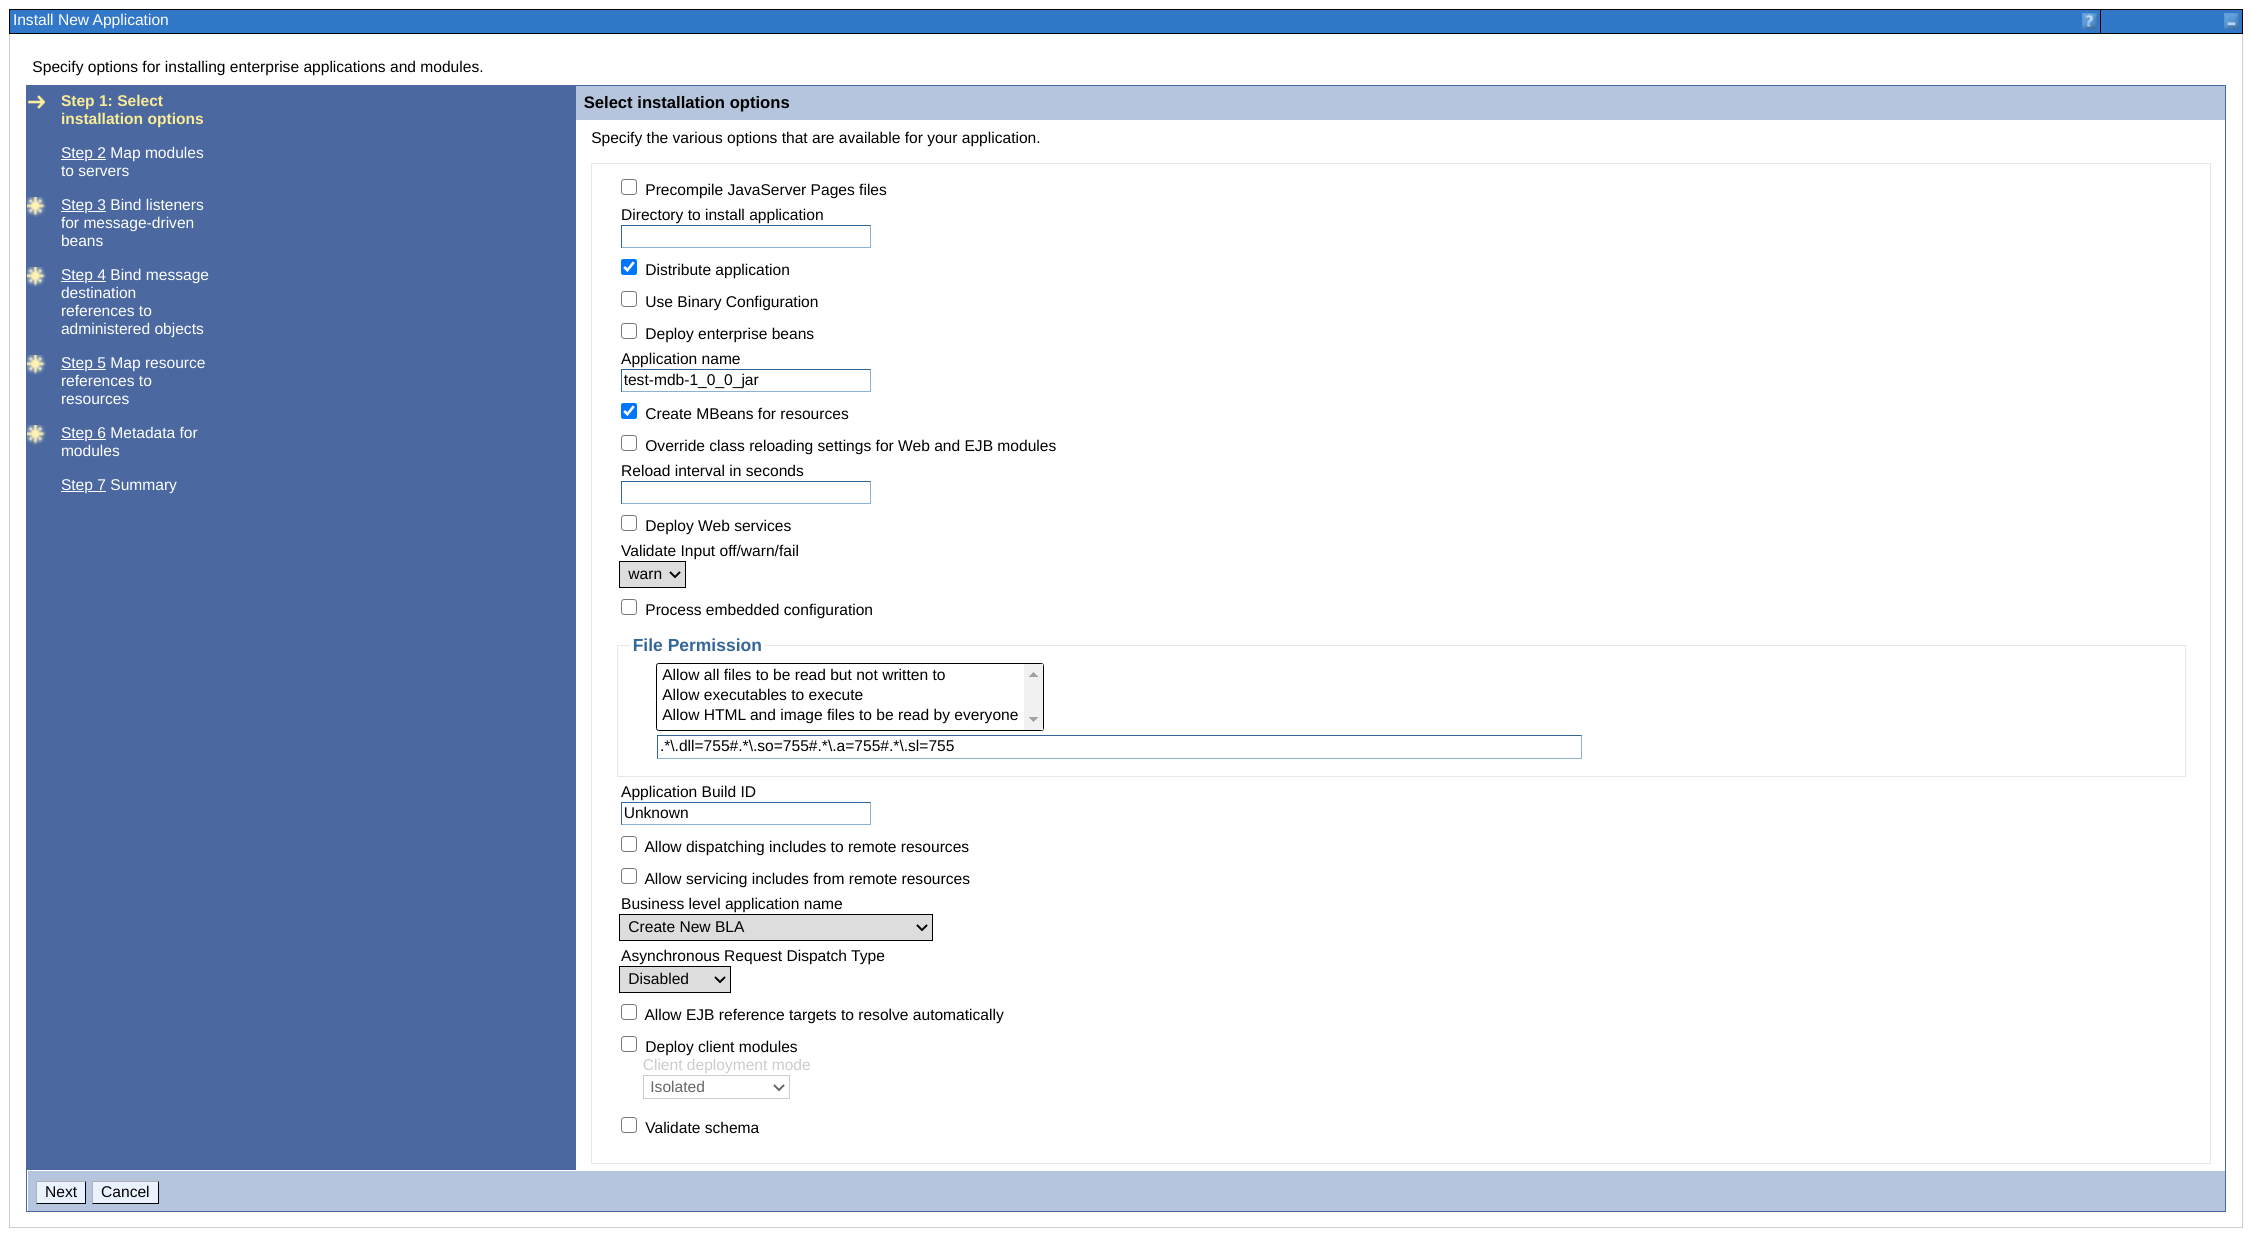 Install New Application
?
Specify options for installing enterprise applications and modules.
Step 1: Select
installation options
Step 2 Map modules
to servers
Step 3 Bind listeners
for message-driven
beans
Step 4 Bind message
destination
references to
administered objects
Step 5 Map resource
references to
resources
Step 6 Metadata for
modules
Step 7 Summary
Select installation options
Specify the various options that are available for your application.
Precompile JavaServer Pages files
Directory to install application
Distribute application
Use Binary Configuration
Deploy enterprise beans
Application name
test-mdb-1_0_0_jar
Create MBeans for resources
Override class reloading settings for Web and EJB modules
Reload interval in seconds
Deploy Web services
Validate Input off/warn/fail
warn
Process embedded configuration
File Permission
Allow all files to be read but not written to
Allow executables to execute
Allow HTML and image files to be read by everyone
.*\.dll=755#.*\.so=755#.*\.a=755#.*\.sl=755
Application Build ID
Unknown
Allow dispatching includes to remote resources
Allow servicing includes from remote resources
Business level application name
Create New BLA
Asynchronous Request Dispatch Type
Disabled
Allow EJB reference targets to resolve automatically
Deploy client modules
Client deployment mode
Isolated
Validate schema
Next Cancel